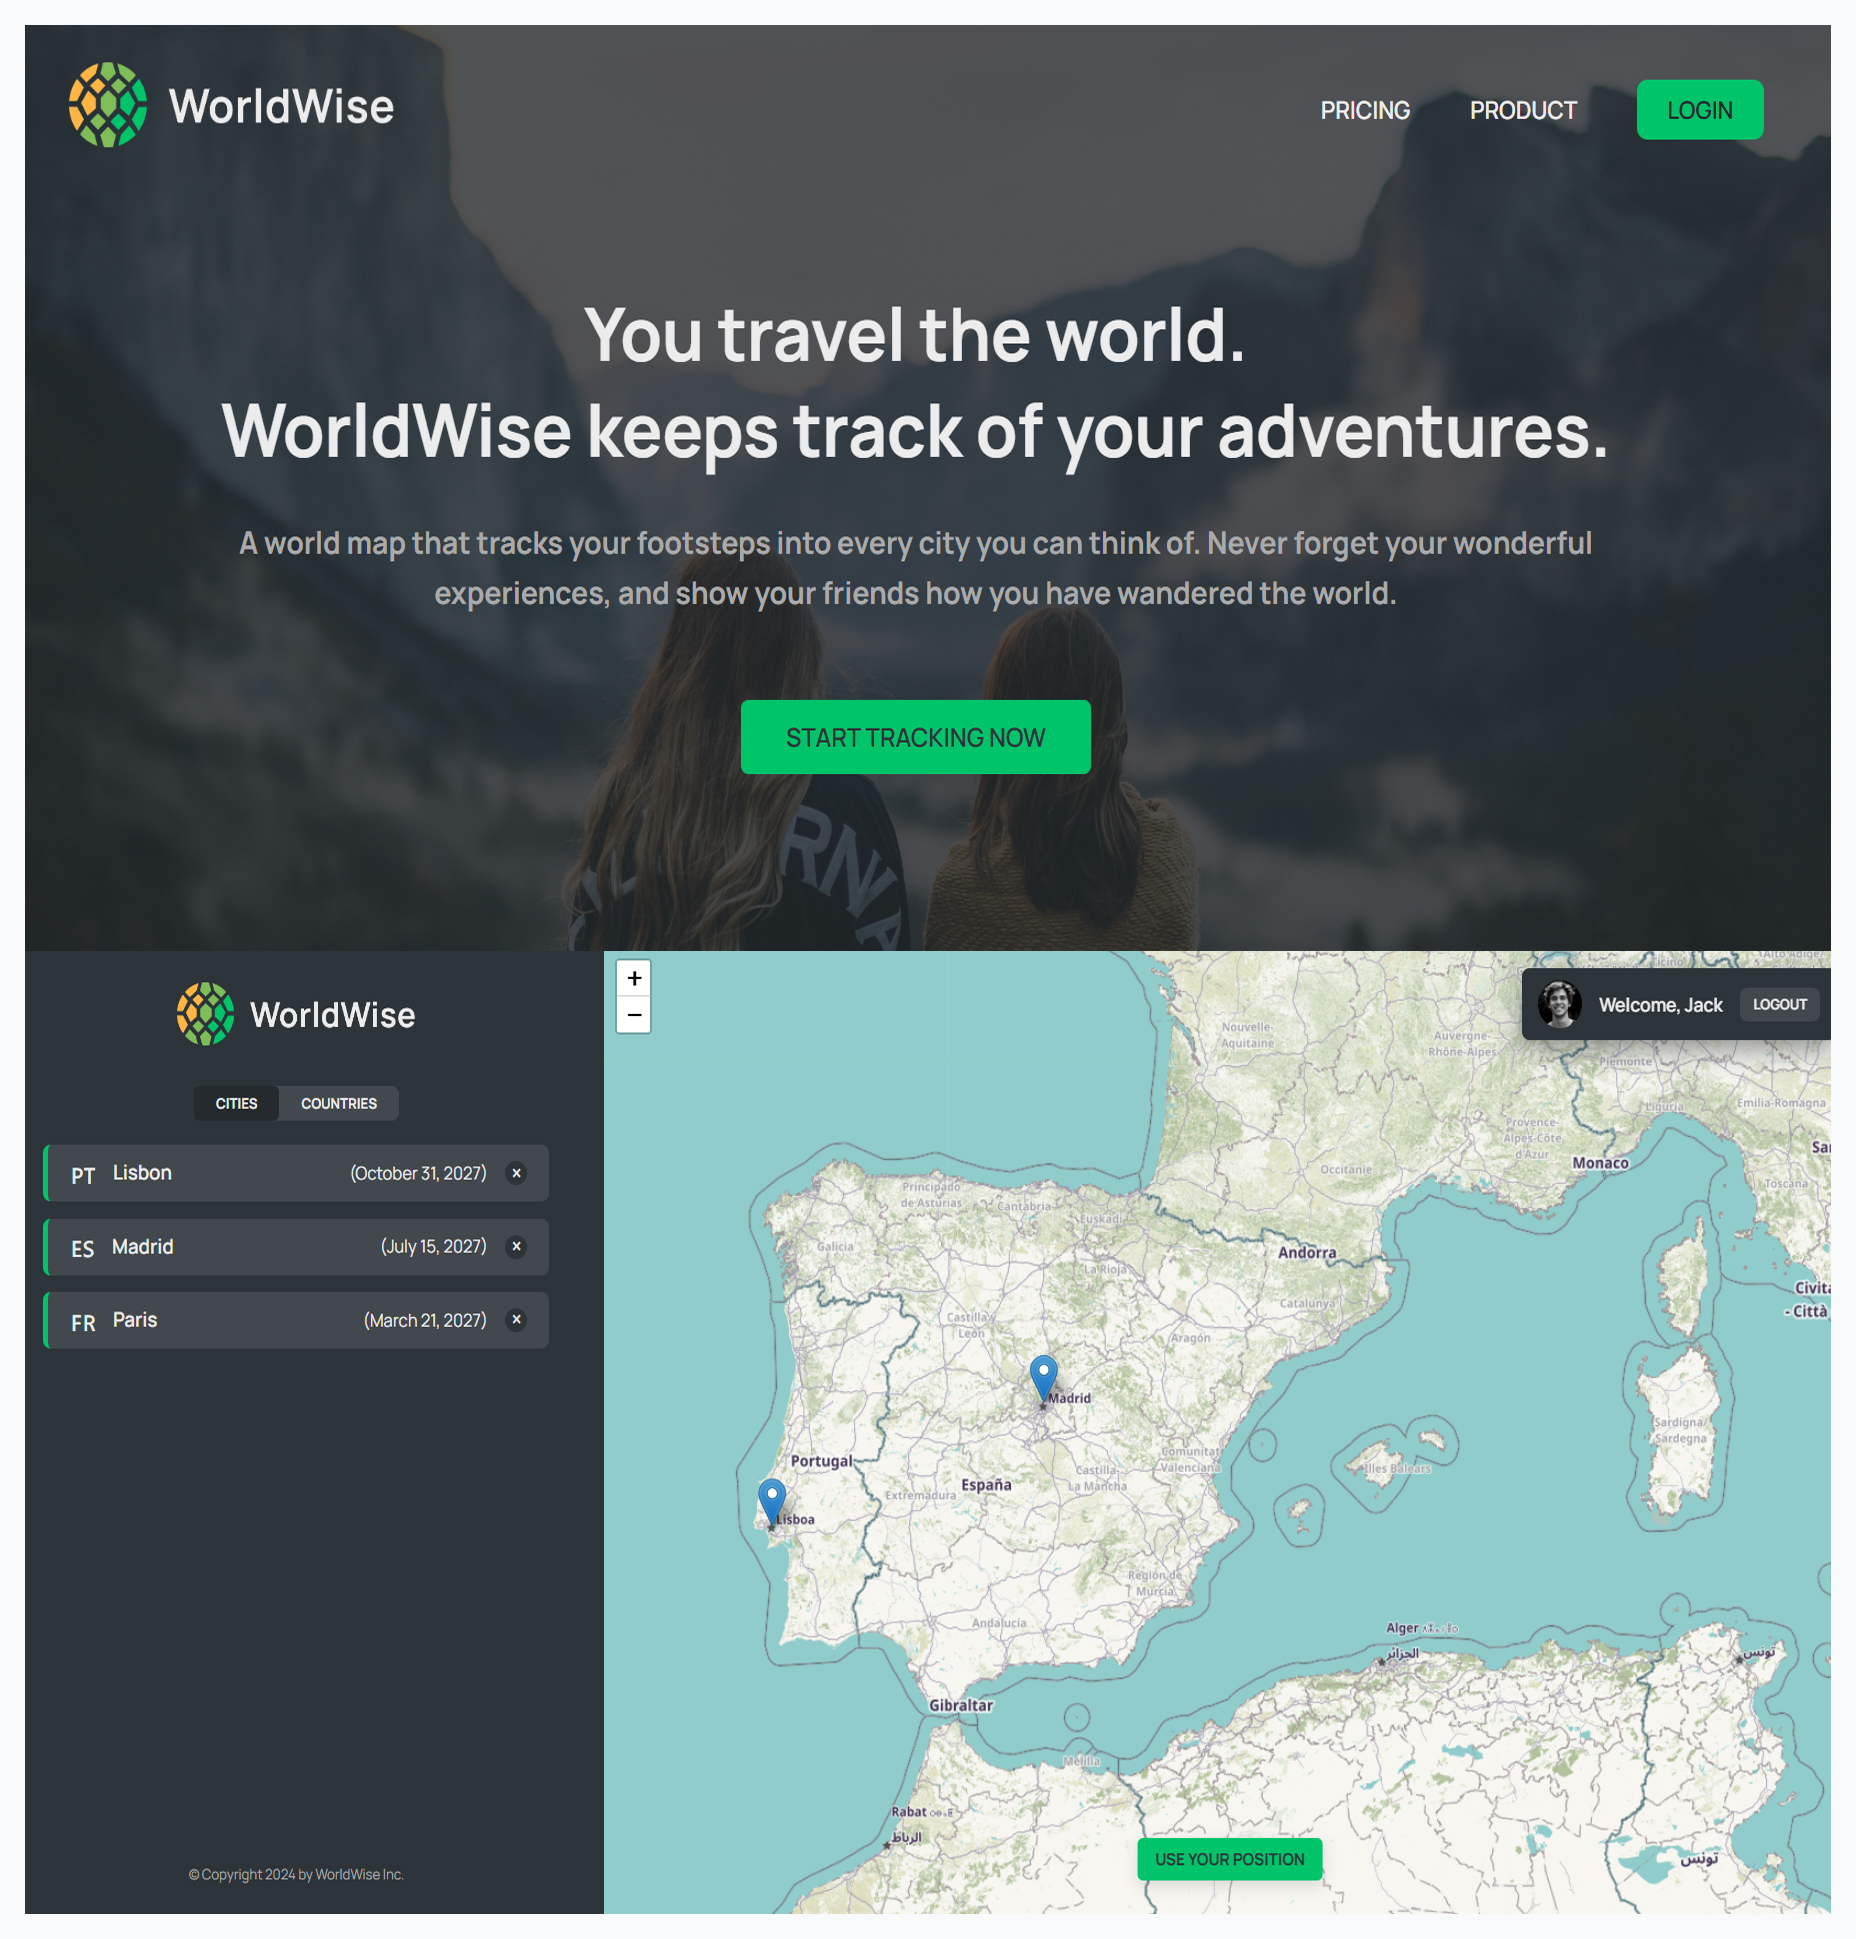 WorldWise
PRICING
PRODUCT
LOGIN
You travel the world.
WorldWise keeps track of your adventures.
A world map that tracks your footsteps into every city you can think of. Never forget your wonderful
experiences, and show your friends how you have wandered the world.
START TRACKING NOW
RNA
WorldWise
CITIES
COUNTRIES
PT Lisbon (October 31, 2027) ×
ES Madrid (July 15, 2027) ×
FR Paris (March 21, 2027) ×
© Copyright 2024 by WorldWise Inc.
+
−
Welcome, Jack
LOGOUT
Nouvelle-
Aquitaine
Auvergne-
Rhône-Alpes
Piemonte
Liguria
Emilia-Romagna
Provence-
Alpes-Côte
d'Azur
Monaco
Occitanie
Toscana
Principado
de Asturias
Cantabria
Euskadi
Galicia
Andorra
La Rioja
Catalunya
Castilla y
León
Aragón
Civita
- Città
Madrid
Sardigna/
Sardegna
Portugal
España
Castilla-
La Mancha
Comunitat
Valenciana
Illes Balears
Extremadura
Lisboa
Región de
Murcia
Andalucía
Alger
الجزائر
تونس
Gibraltar
Melilla
Rabat
الرباط
تونس
USE YOUR POSITION